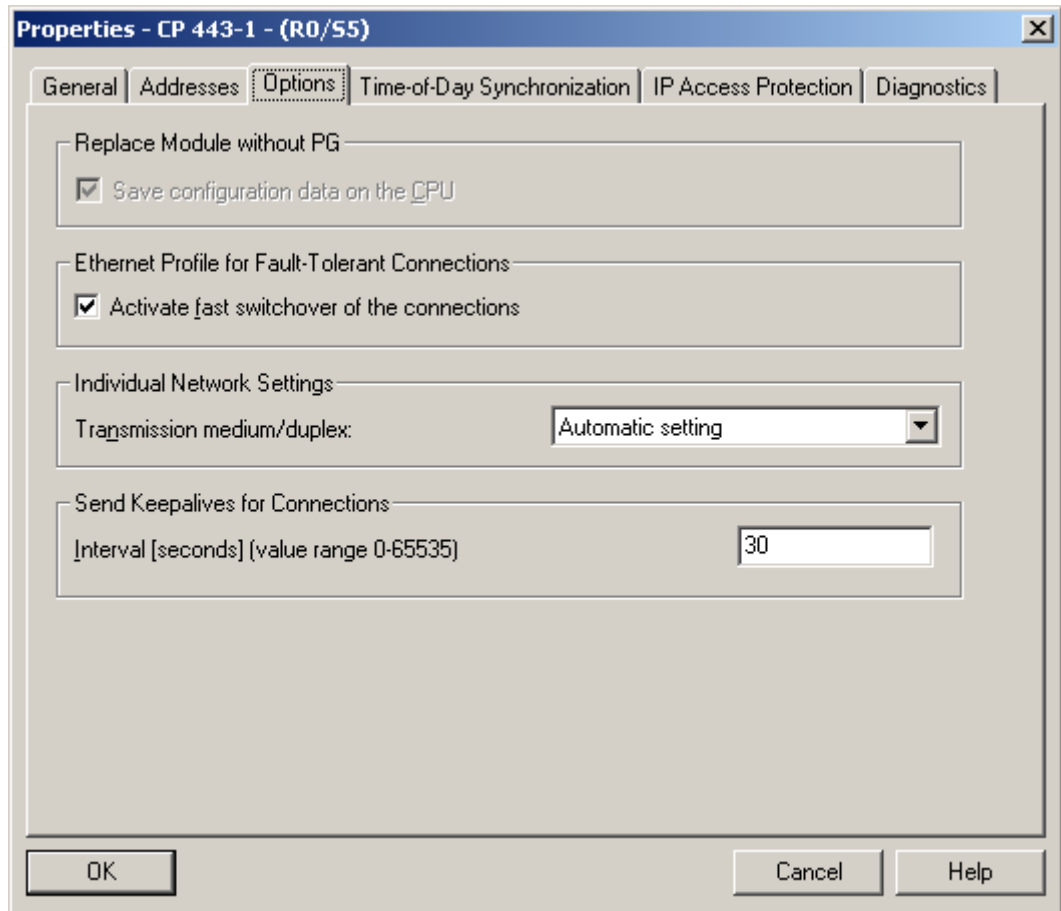 Properties - CP 443-1 - (R0/S5)
General Addresses Options Time-of-Day Synchronization IP Access Protection Diagnostics
Replace Module without PG
Save configuration data on the CPU
Ethernet Profile for Fault-Tolerant Connections
Activate fast switchover of the connections
Individual Network Settings
Transmission medium/duplex: Automatic setting
Send Keepalives for Connections
Interval [seconds] (value range 0-65535) 30
OK Cancel Help